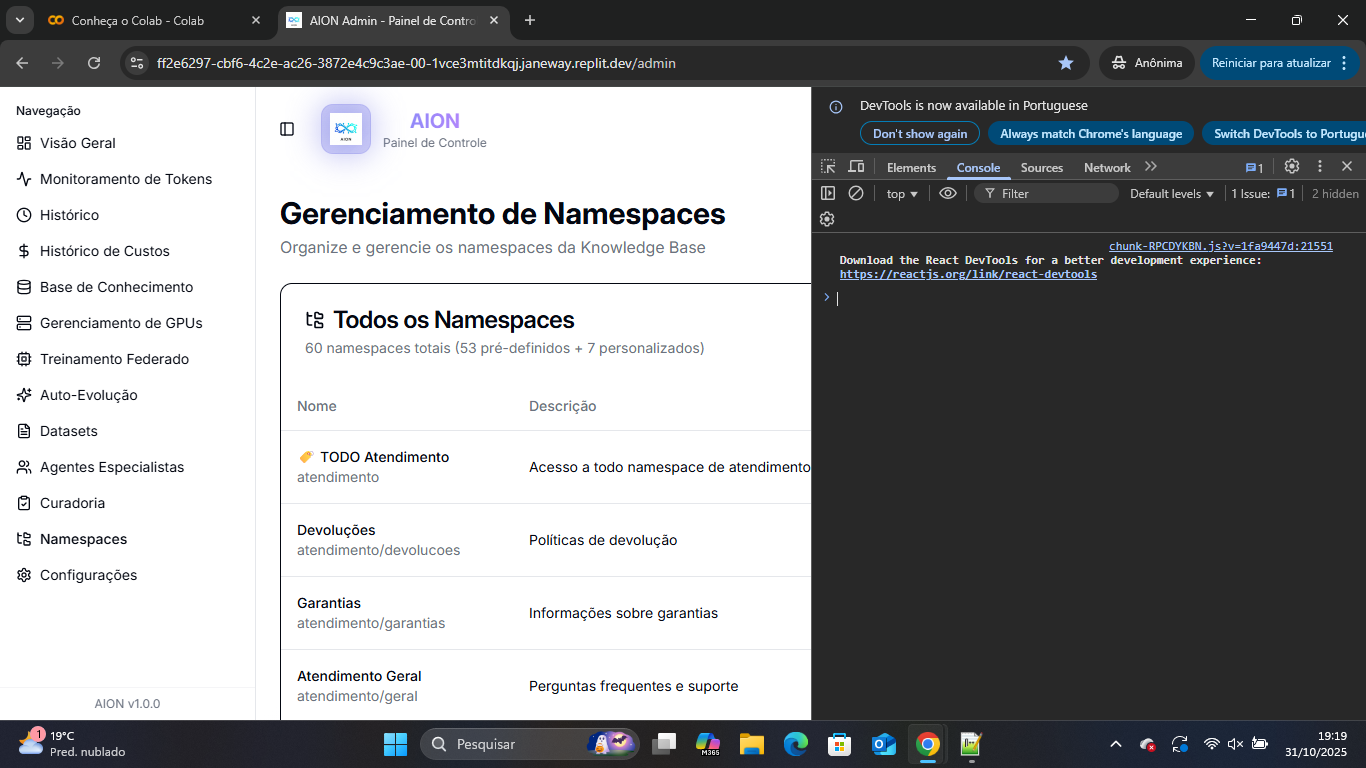 Conheça o Colab - Colab
AION Admin - Painel de Contro
ff2e6297-cbf6-4c2e-ac26-3872e4c9c3ae-00-1vce3mtitdkqj.janeway.replit.dev/admin
Anônima
Reiniciar para atualizar
Navegação
Visão Geral
Monitoramento de Tokens
Histórico
Histórico de Custos
Base de Conhecimento
Gerenciamento de GPUs
Treinamento Federado
Auto-Evolução
Datasets
Agentes Especialistas
Curadoria
Namespaces
Configurações
AION v1.0.0
AION
AION
Painel de Controle
Gerenciamento de Namespaces
Organize e gerencie os namespaces da Knowledge Base
Todos os Namespaces
60 namespaces totais (53 pré-definidos + 7 personalizados)
Nome Descrição
TODO Atendimento
atendimento
Acesso a todo namespace de atendimento
Devoluções
atendimento/devolucoes
Políticas de devolução
Garantias
atendimento/garantias
Informações sobre garantias
Atendimento Geral
atendimento/geral
Perguntas frequentes e suporte
DevTools is now available in Portuguese
Don't show again Always match Chrome's language Switch DevTools to Portugu
Elements Console Sources Network 1
top Filter Default levels 1 Issue: 1 2 hidden
chunk-RPCDYKBN.js?v=1fa9447d:21551
Download the React DevTools for a better development experience:
https://reactjs.org/link/react-devtools
1
19°C
Pred. nublado
Pesquisar
M365
19:19
31/10/2025